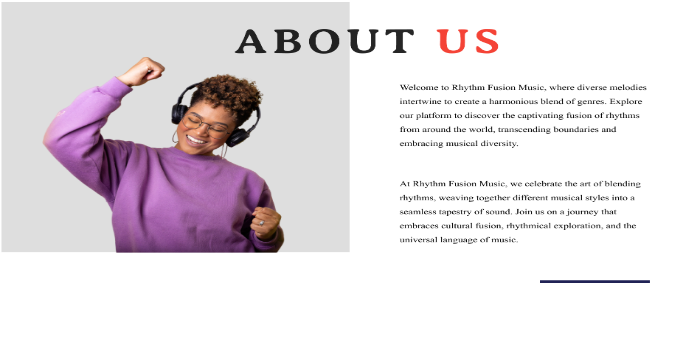 ABOUT US
Welcome to Rhythm Fusion Music, where diverse melodies
intertwine to create a harmonious blend of genres. Explore
our platform to discover the captivating fusion of rhythms
from around the world, transcending boundaries and
embracing musical diversity.
At Rhythm Fusion Music, we celebrate the art of blending
rhythms, weaving together different musical styles into a
seamless tapestry of sound. Join us on a journey that
embraces cultural fusion, rhythmical exploration, and the
universal language of music.